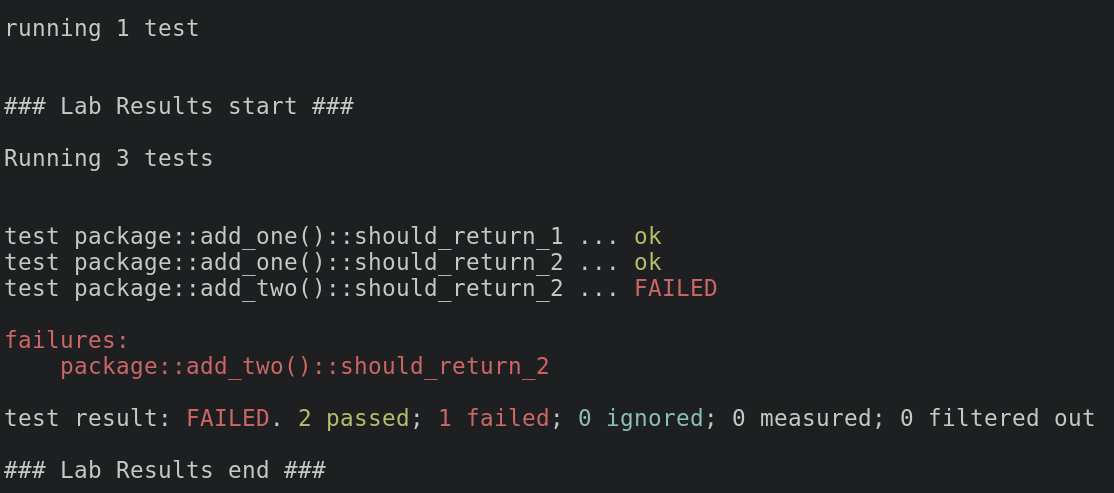 running 1 test
### Lab Results start ###
Running 3 tests
test package::add_one()::should_return_1 ... ok
test package::add_one()::should_return_2 ... ok
test package::add_two()::should_return_2 ... FAILED
failures:
    package::add_two()::should_return_2
test result: FAILED. 2 passed; 1 failed; 0 ignored; 0 measured; 0 filtered out
### Lab Results end ###